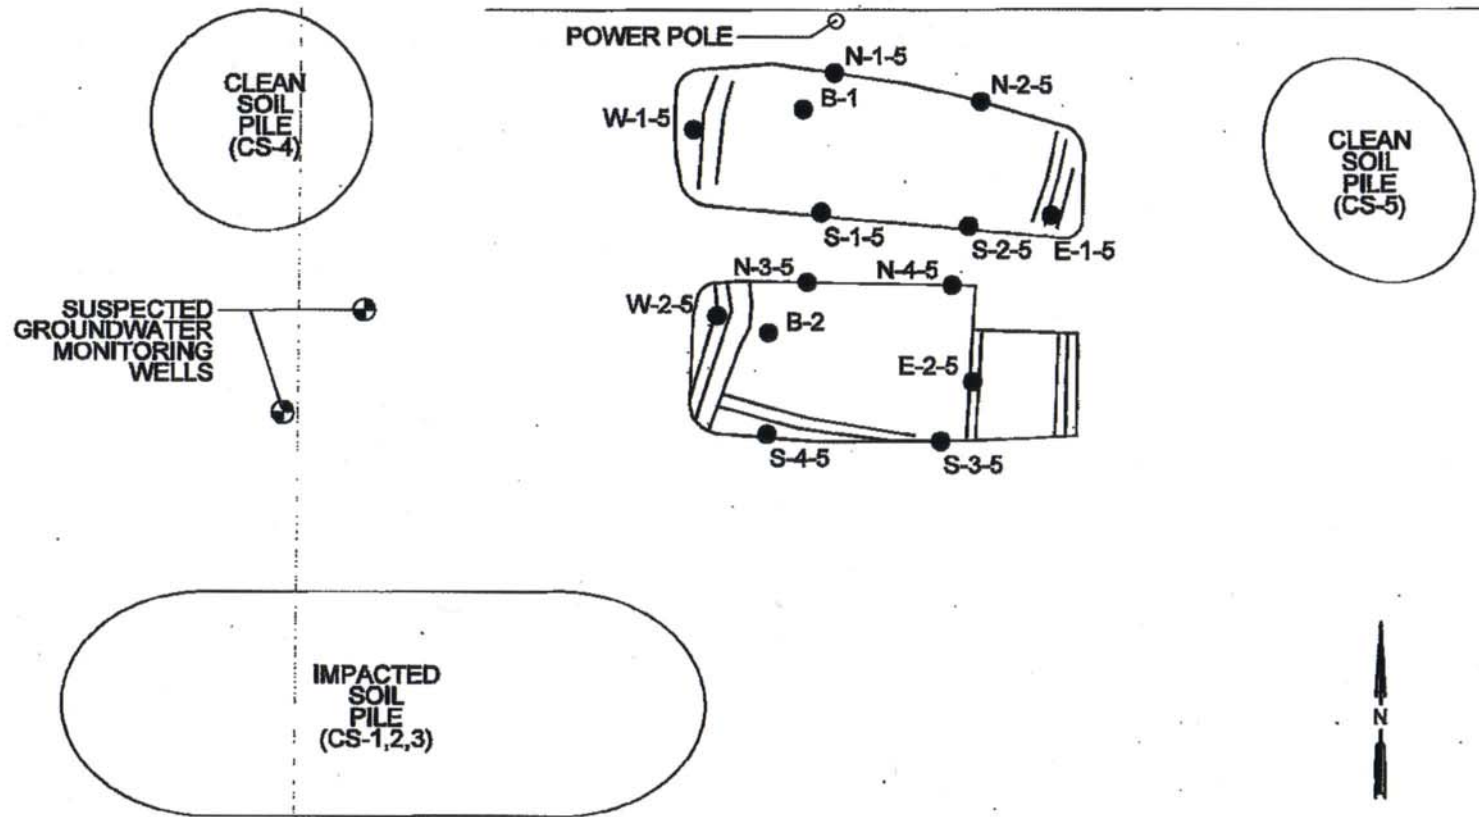 POWER POLE
N-1-5
N-2-5
B-1
W-1-5
CLEAN
SOIL
PILE
(CS-4)
CLEAN
SOIL
PILE
(CS-5)
S-1-5
S-2-5
E-1-5
N-3-5
N-4-5
W-2-5
B-2
SUSPECTED
GROUNDWATER
MONITORING
WELLS
E-2-5
S-4-5
S-3-5
IMPACTED
SOIL
PILE
(CS-1,2,3)
N